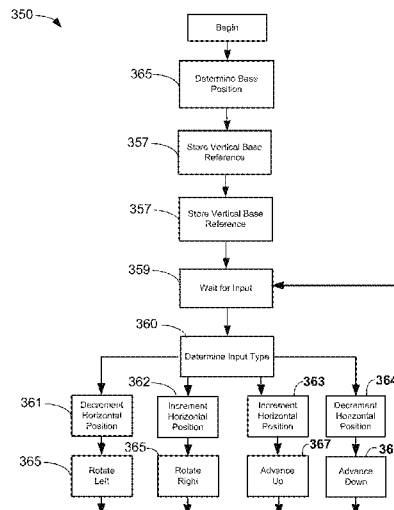 350
Begin
365
Determine Base
Position
357
Store Vertical Base
Reference
357
Store Vertical Base
Reference
359
Wait for Input
360
Determine Input Type
361
Decrement
Horizontal
Position
362
Increment
Horizontal
Position
363
Increment
Horizontal
Position
364
Decrement
Horizontal
Position
365
Rotate
Left
365
Rotate
Right
367
Advance
Up
36
Advance
Down